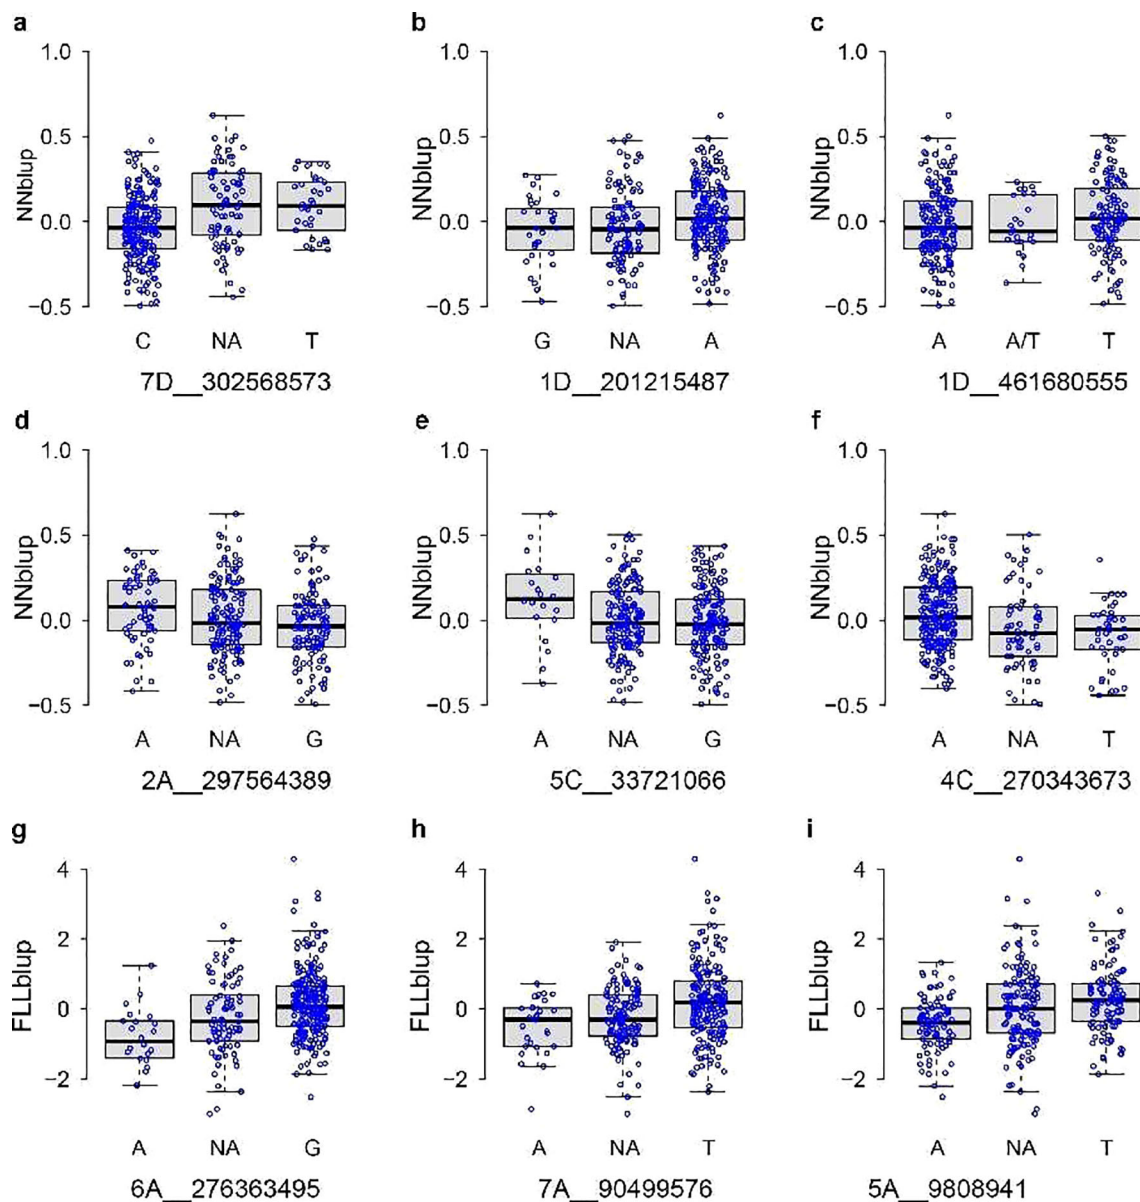 a
b
c
1.0
0.5
0.0
−0.5
NNblup
C NA T
7D__302568573
1.0
0.5
0.0
−0.5
NNblup
G NA A
1D__201215487
1.0
0.5
0.0
−0.5
NNblup
A A/T T
1D__461680555
d
e
f
1.0
0.5
0.0
−0.5
NNblup
A NA G
2A__297564389
1.0
0.5
0.0
−0.5
NNblup
A NA G
5C__33721066
1.0
0.5
0.0
−0.5
NNblup
A NA T
4C__270343673
g
h
i
4
2
0
−2
FLLblup
A NA G
6A__276363495
4
2
0
−2
FLLblup
A NA T
7A__90499576
4
2
0
−2
FLLblup
A NA T
5A__9808941